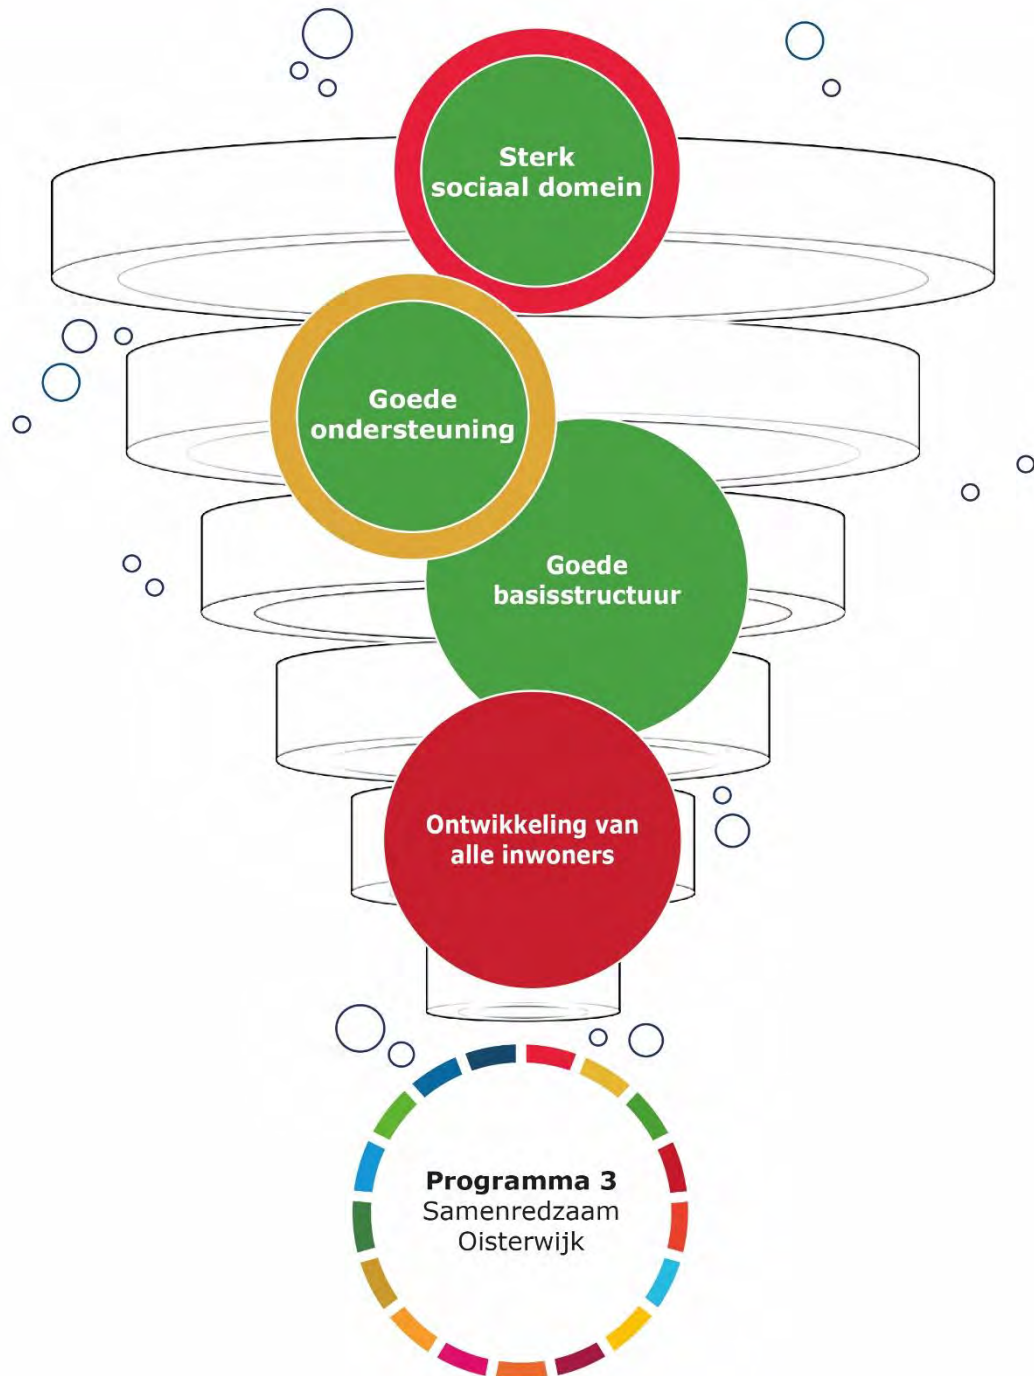 Sterk
sociaal domein
Goede
ondersteuning
Goede
basisstructuur
Ontwikkeling van
alle inwoners
Programma 3
Samenredzaam
Oisterwijk